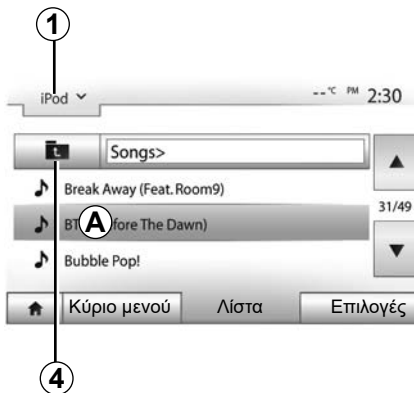 1
iPod --°C PM 2:30
Songs>
Break Away (Feat. Room9)
31/49
A fore The Dawn)
Bubble Pop!
Κύριο μενού Λίστα Επιλογές
4